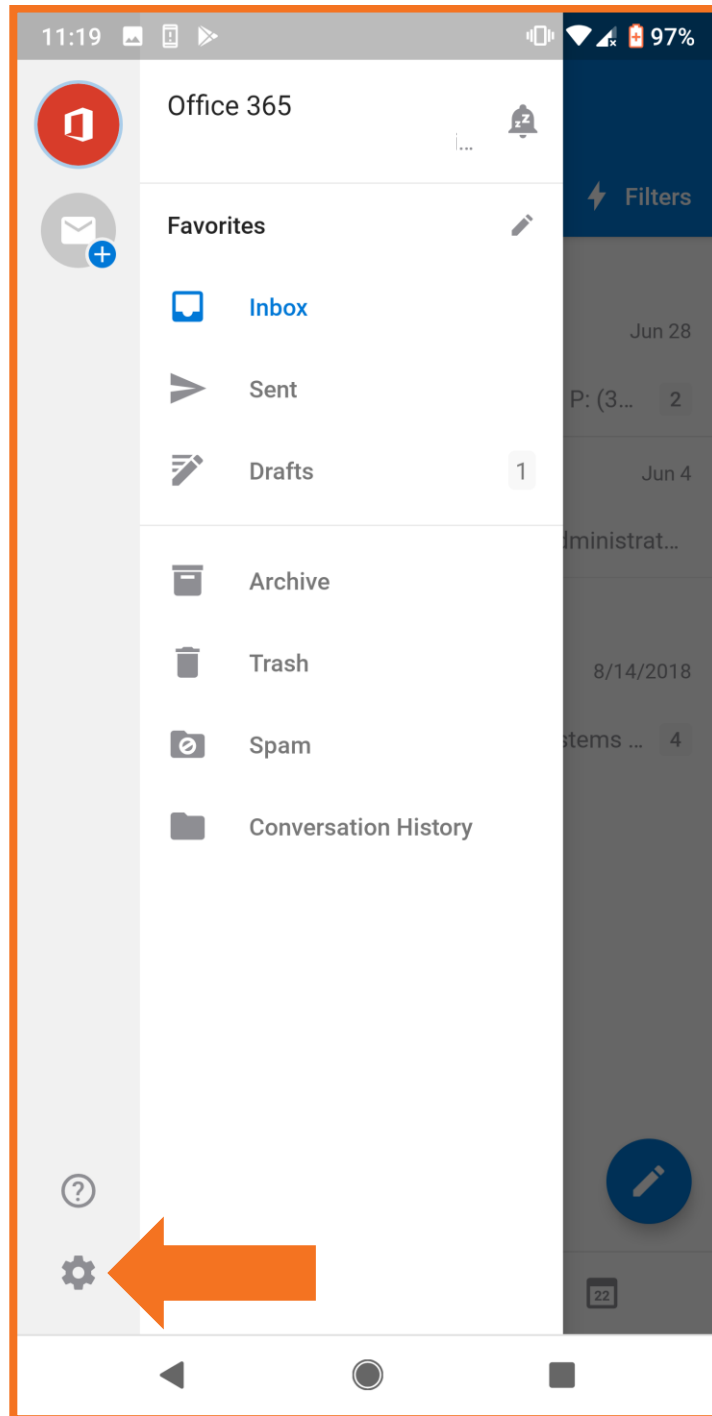 11:19 97%
Office 365
...
Filters
Favorites
Inbox
Jun 28
Sent
P: (3... 2
Drafts 1
Jun 4
dministrat...
Archive
Trash
8/14/2018
Spam
stems ... 4
Conversation History
?
22